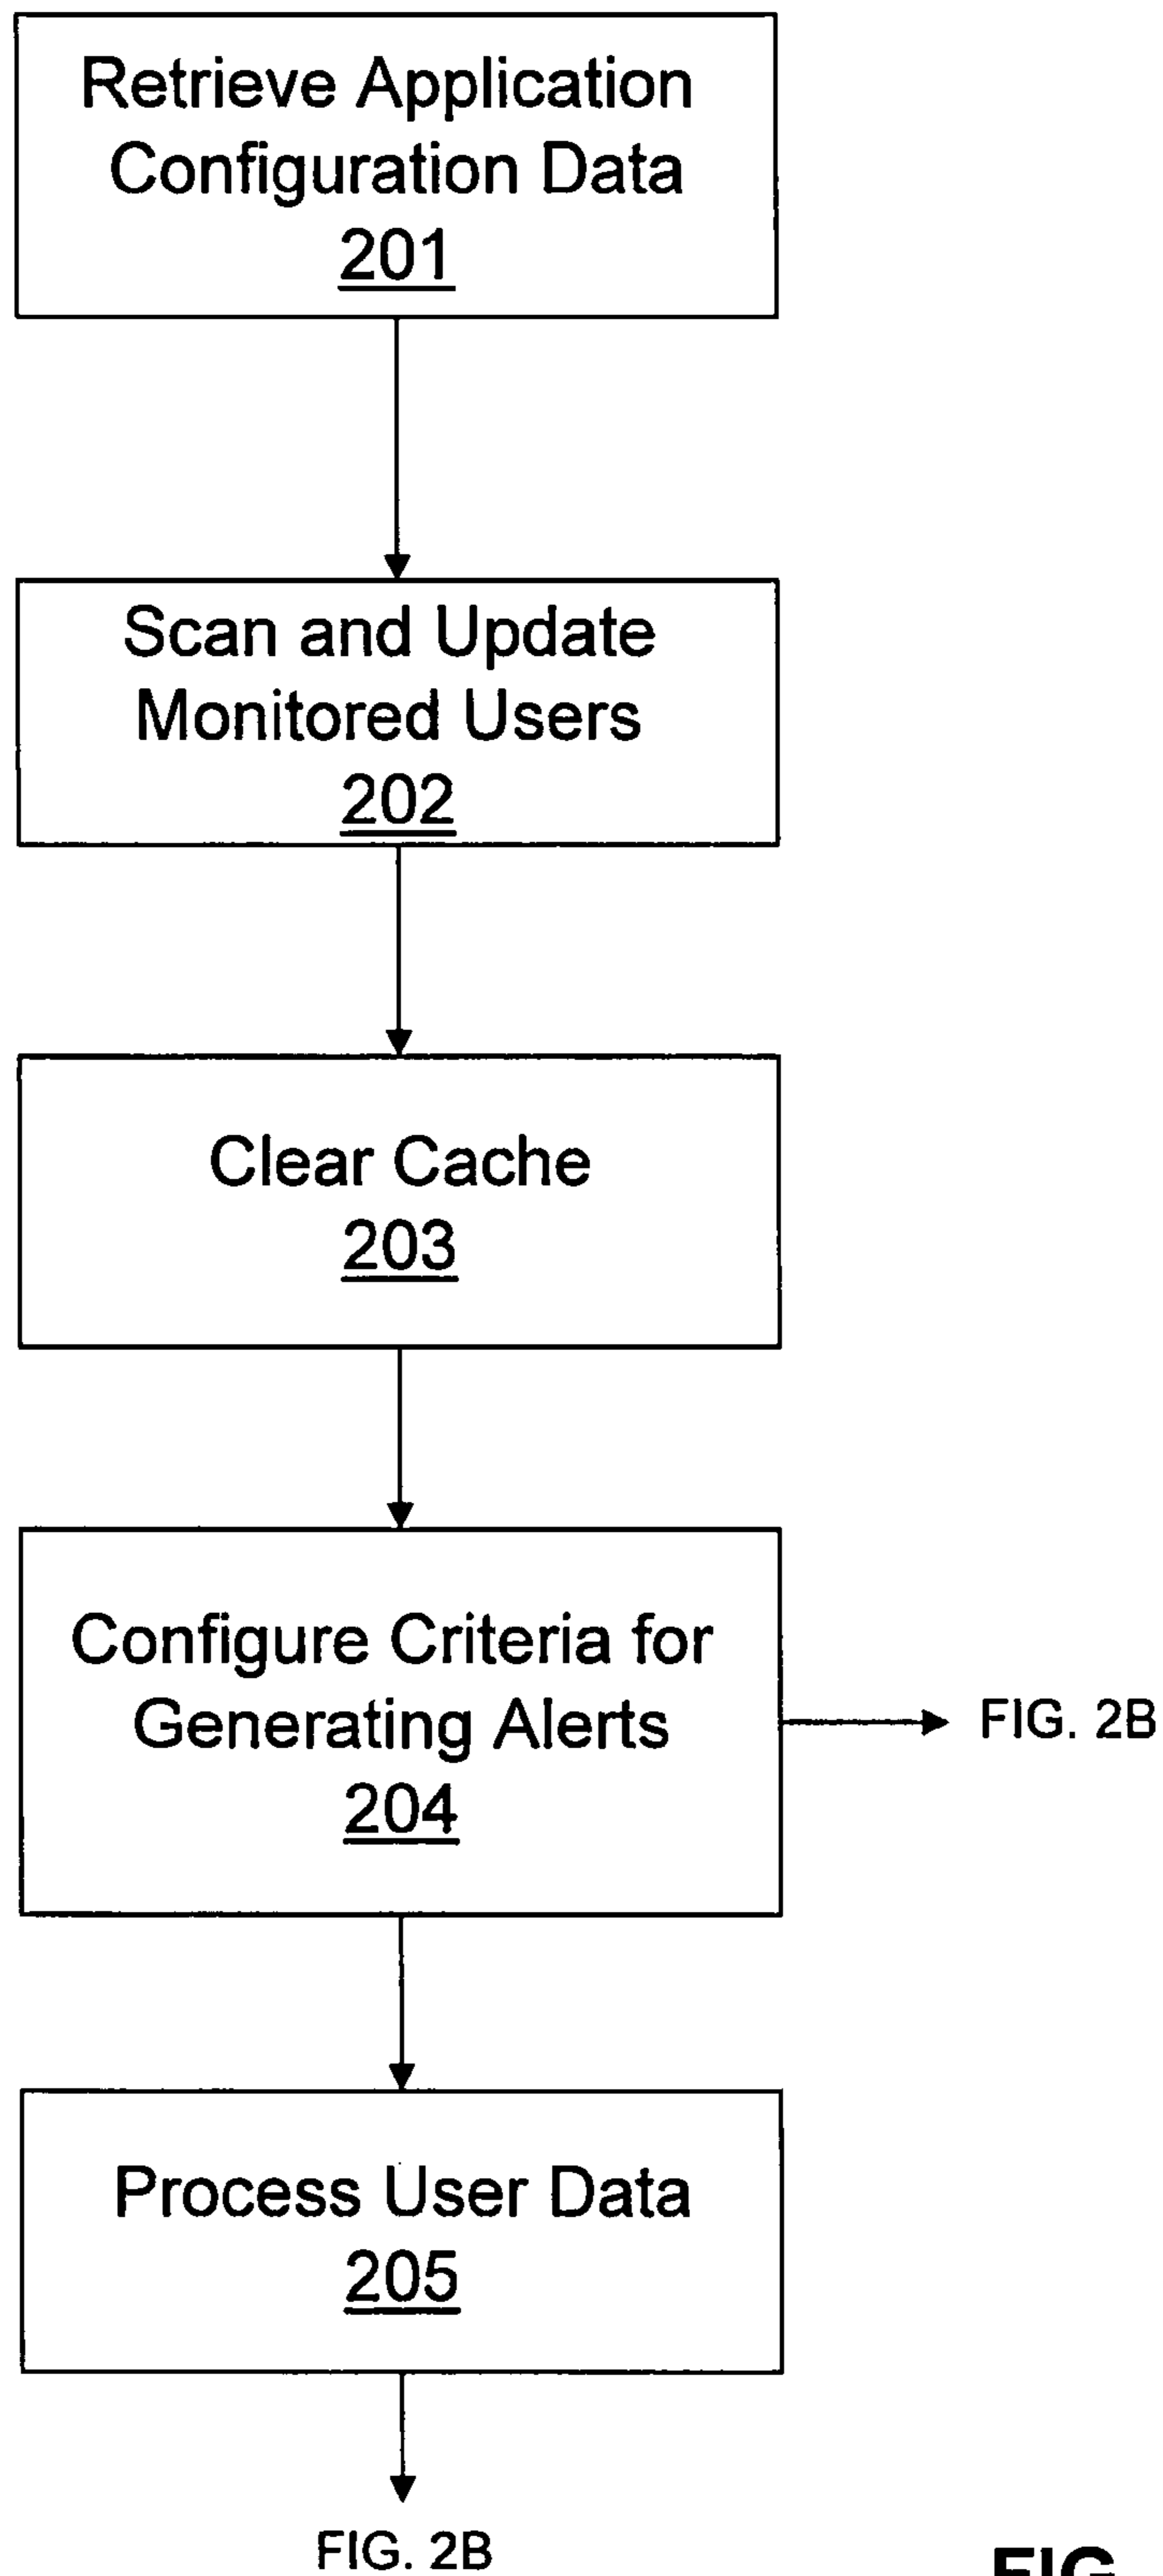 Retrieve Application
Configuration Data
201
Scan and Update
Monitored Users
202
Clear Cache
203
Configure Criteria for
Generating Alerts
204
FIG. 2B
Process User Data
205
FIG. 2B
FIG